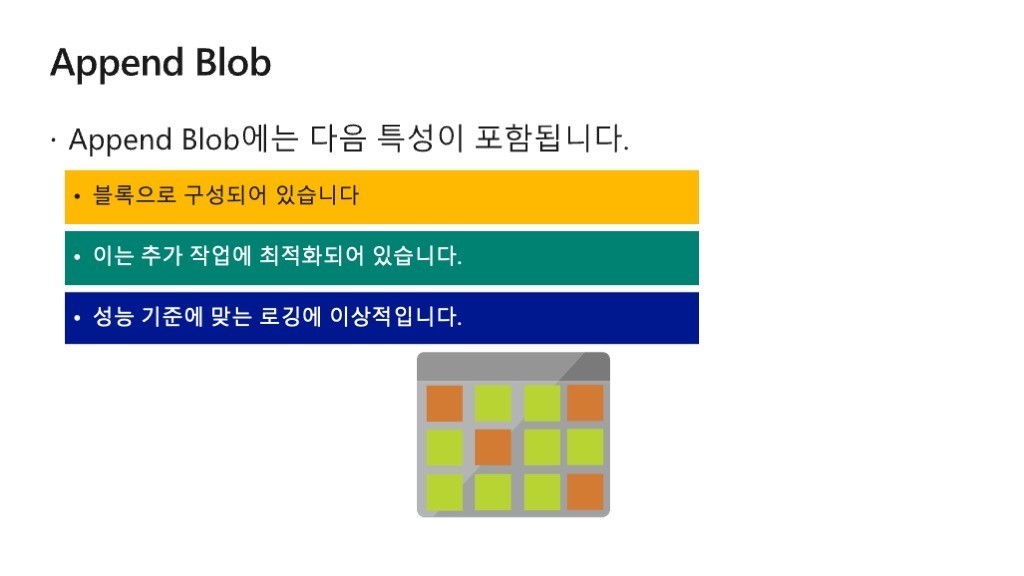 Append Blob
· Append Blob에는 다음 특성이 포함됩니다.
• 블록으로 구성되어 있습니다
• 이는 추가 작업에 최적화되어 있습니다.
• 성능 기준에 맞는 로깅에 이상적입니다.